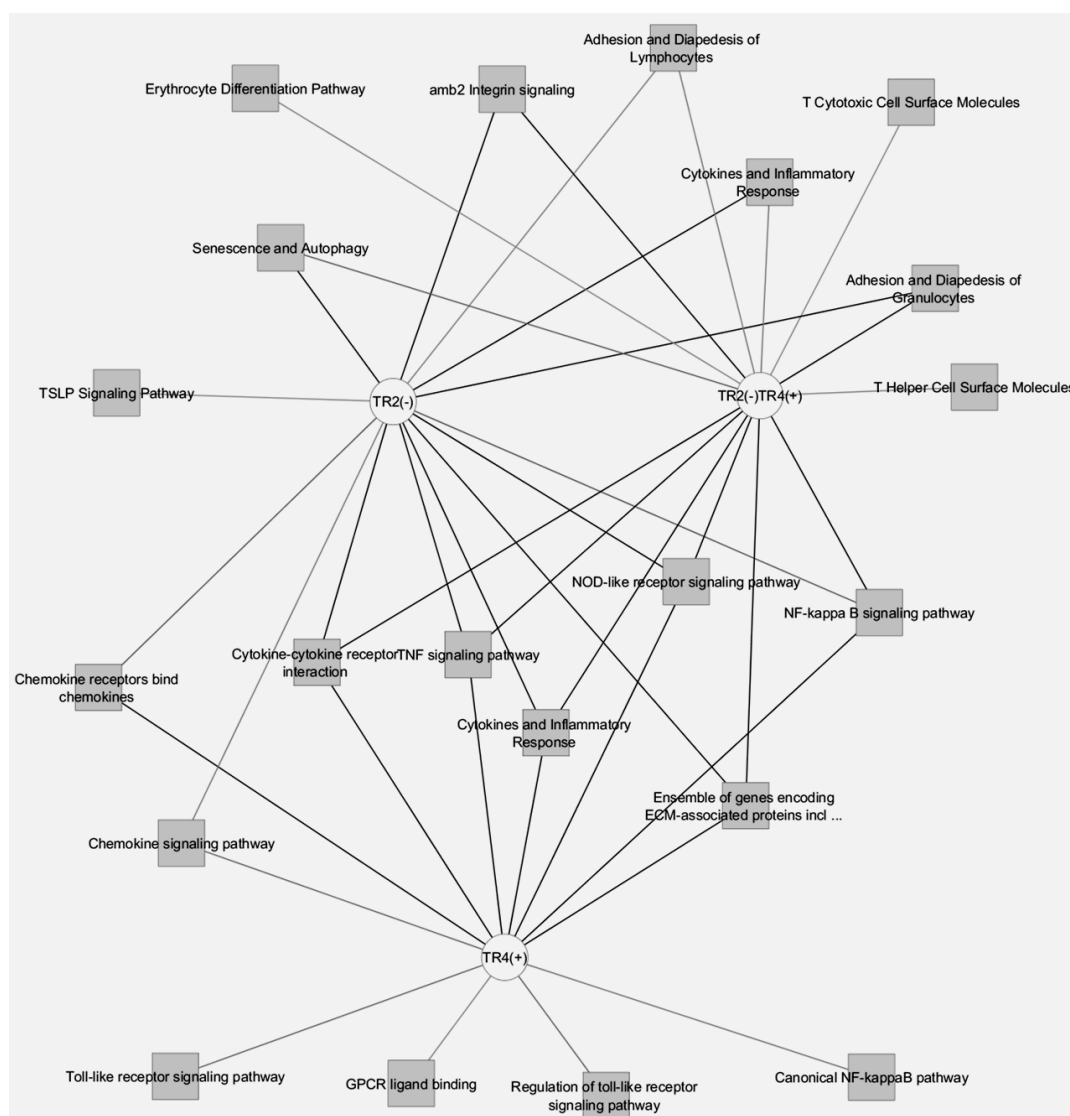 Adhesion and Diapedesis of
Lymphocytes
Erythrocyte Differentiation Pathway
amb2 Integrin signaling
T Cytotoxic Cell Surface Molecules
Cytokines and Inflammatory
Response
Senescence and Autophagy
Adhesion and Diapedesis of
Granulocytes
TSLP Signaling Pathway
TR2(-)
TR2(-)TR4(+)
T Helper Cell Surface Molecules
NOD-like receptor signaling pathway
NF-kappa B signaling pathway
Cytokine-cytokine receptor
interaction
TNF signaling pathway
Chemokine receptors bind
chemokines
Cytokines and Inflammatory
Response
Ensemble of genes encoding
ECM-associated proteins incl ...
Chemokine signaling pathway
TR4(+)
Toll-like receptor signaling pathway
GPCR ligand binding
Regulation of toll-like receptor
signaling pathway
Canonical NF-kappaB pathway